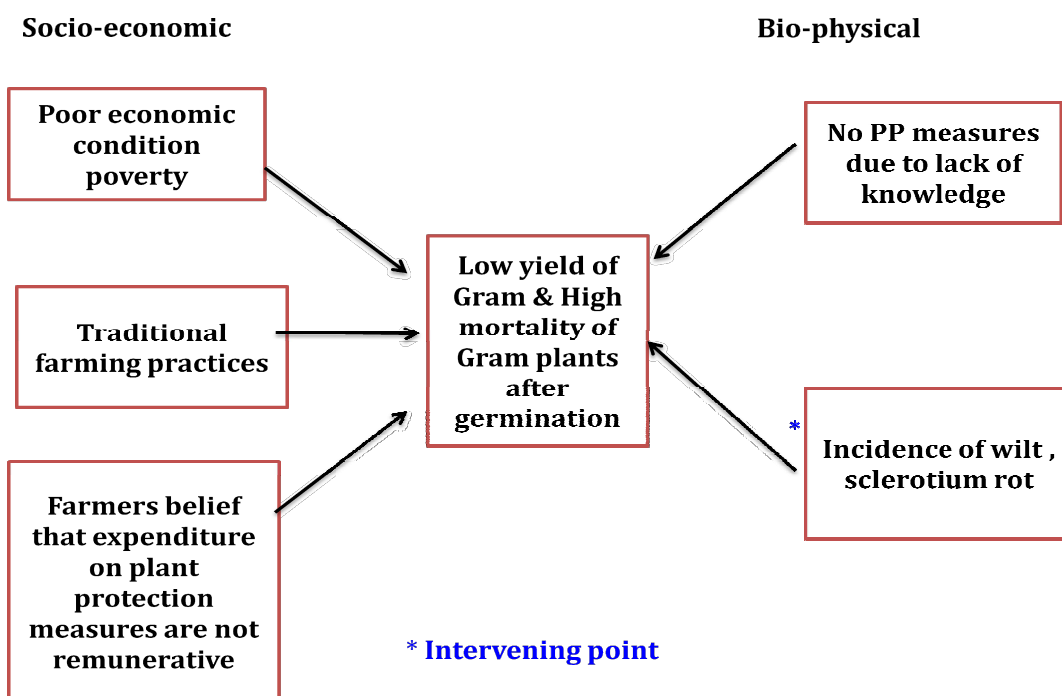 Socio-economic
Bio-physical
Poor economic
condition
poverty
No PP measures
due to lack of
knowledge
Low yield of
Gram & High
mortality of
Gram plants
after
germination
Traditional
farming practices
*
Incidence of wilt ,
sclerotium rot
Farmers belief
that expenditure
on plant
protection
measures are not
remunerative
* Intervening point